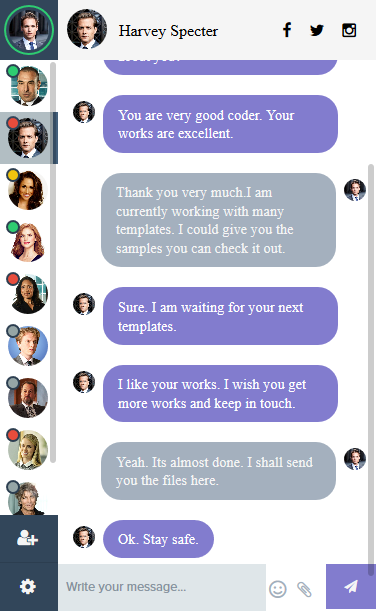 Harvey Specter
You are very good coder. Your
works are excellent.
Thank you very much.I am
currently working with many
templates. I could give you the
samples you can check it out.
Sure. I am waiting for your next
templates.
I like your works. I wish you get
more works and keep in touch.
Yeah. Its almost done. I shall send
you the files here.
Ok. Stay safe.
Write your message...